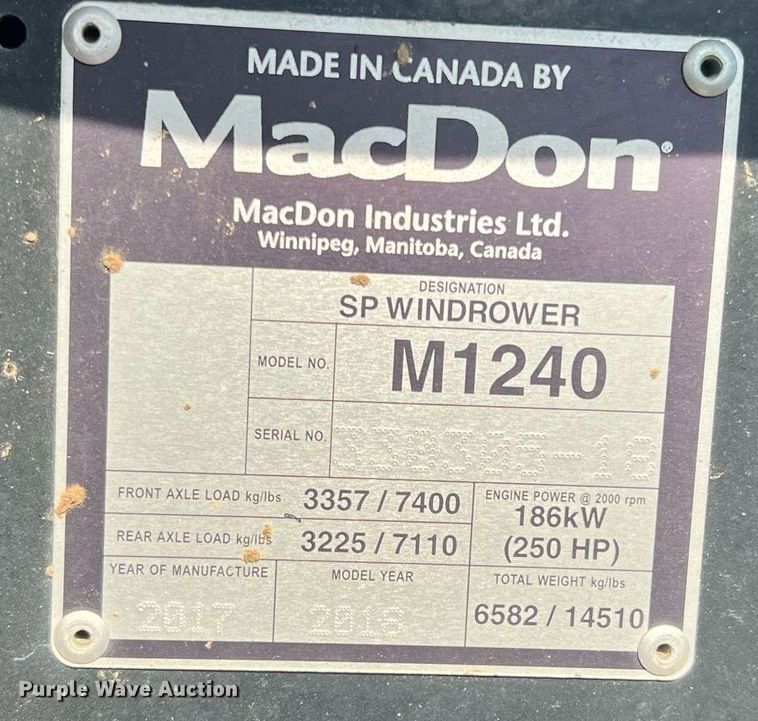 MADE IN CANADA BY
MacDon®
MacDon Industries Ltd.
Winnipeg, Manitoba, Canada
DESIGNATION
SP WINDROWER
MODEL NO. M1240
SERIAL NO.
FRONT AXLE LOAD kg/lbs 3357 / 7400
REAR AXLE LOAD kg/lbs 3225 / 7110
ENGINE POWER @ 2000 rpm
186kW
(250 HP)
YEAR OF MANUFACTURE
2017
MODEL YEAR
2018
TOTAL WEIGHT kg/lbs
6582 / 14510
Purple Wave Auction